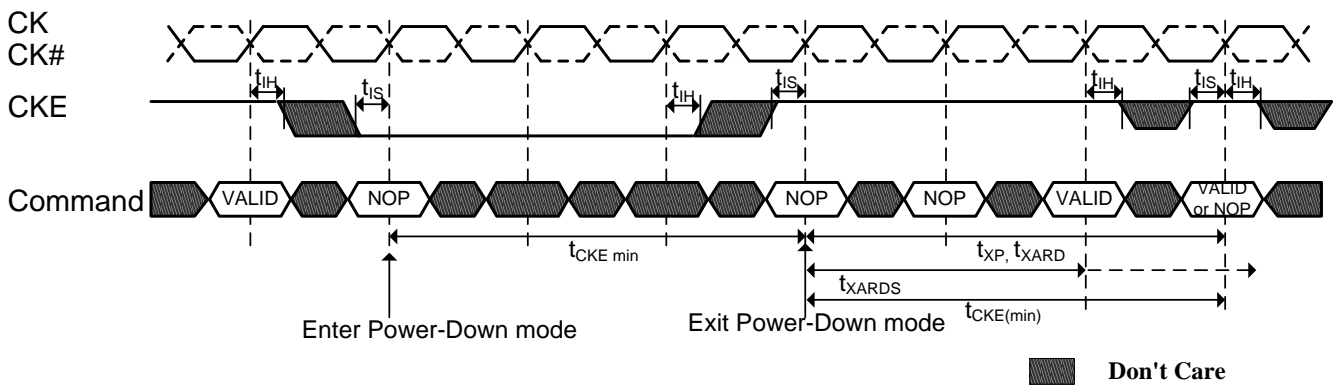 CK
CK#
tIH tIS tIH tIS tIH tIS tIH
CKE
Command VALID NOP NOP NOP VALID VALID or NOP
tCKE min tXP, tXARD
tXARDS
tCKE(min)
Enter Power-Down mode Exit Power-Down mode
Don't Care